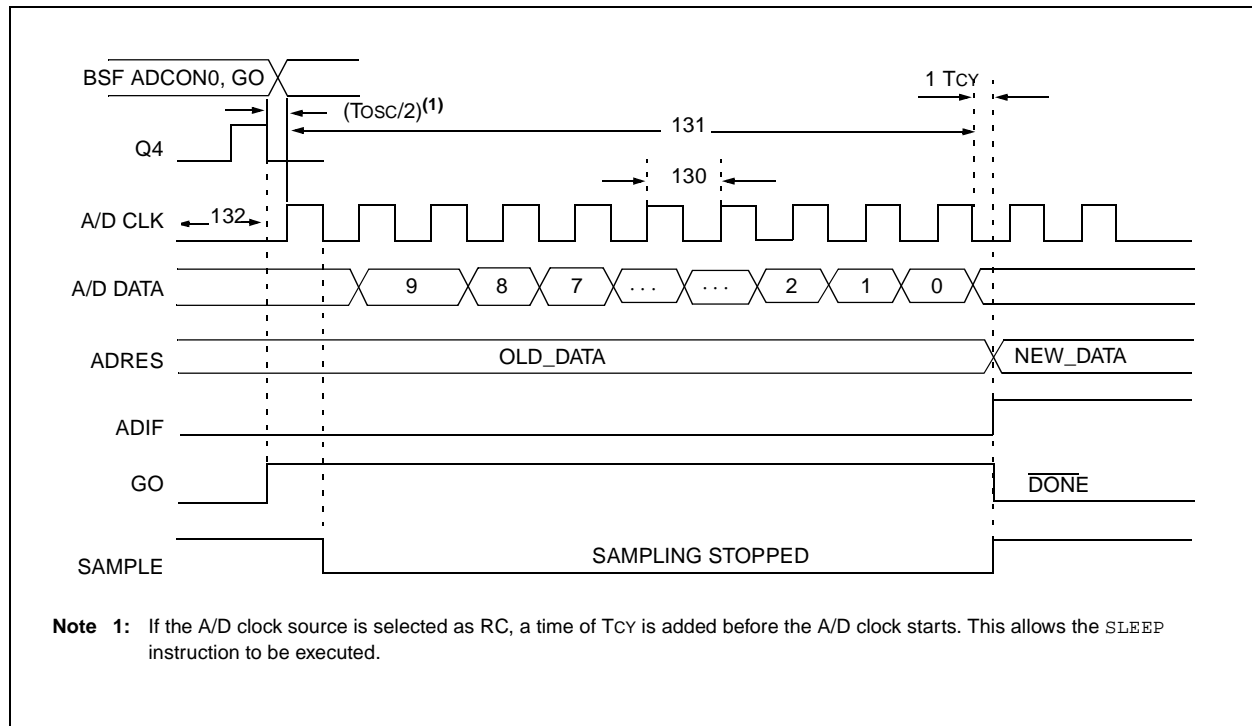 BSF ADCON0, GO
1 TCY
(TOSC/2)(1)
131
Q4
130
A/D CLK
132
A/D DATA
9 8 7 . . . . . . 2 1 0
ADRES
OLD_DATA
NEW_DATA
ADIF
GO
DONE
SAMPLE
SAMPLING STOPPED
Note 1: If the A/D clock source is selected as RC, a time of TCY is added before the A/D clock starts. This allows the SLEEP
instruction to be executed.